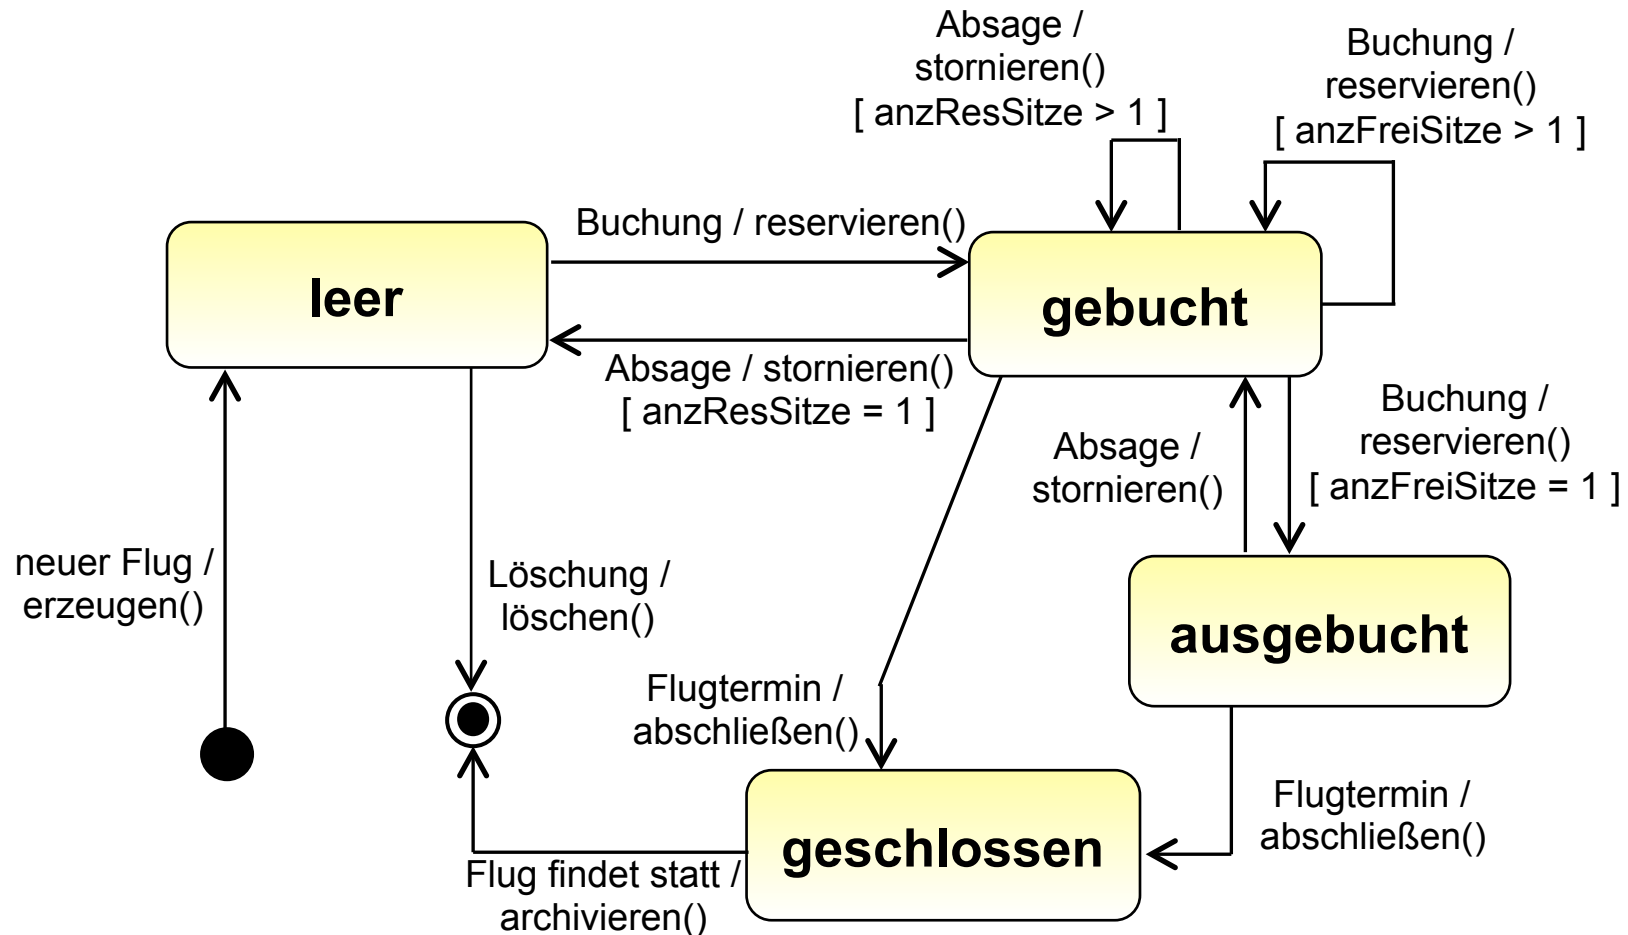 Absage /
stornieren()
[ anzResSitze > 1 ]
Buchung /
reservieren()
[ anzFreiSitze > 1 ]
Buchung / reservieren()
leer
gebucht
Absage / stornieren()
[ anzResSitze = 1 ]
Absage /
stornieren()
Buchung /
reservieren()
[ anzFreiSitze = 1 ]
neuer Flug /
erzeugen()
Löschung /
löschen()
ausgebucht
Flugtermin /
abschließen()
Flugtermin /
abschließen()
geschlossen
Flug findet statt /
archivieren()